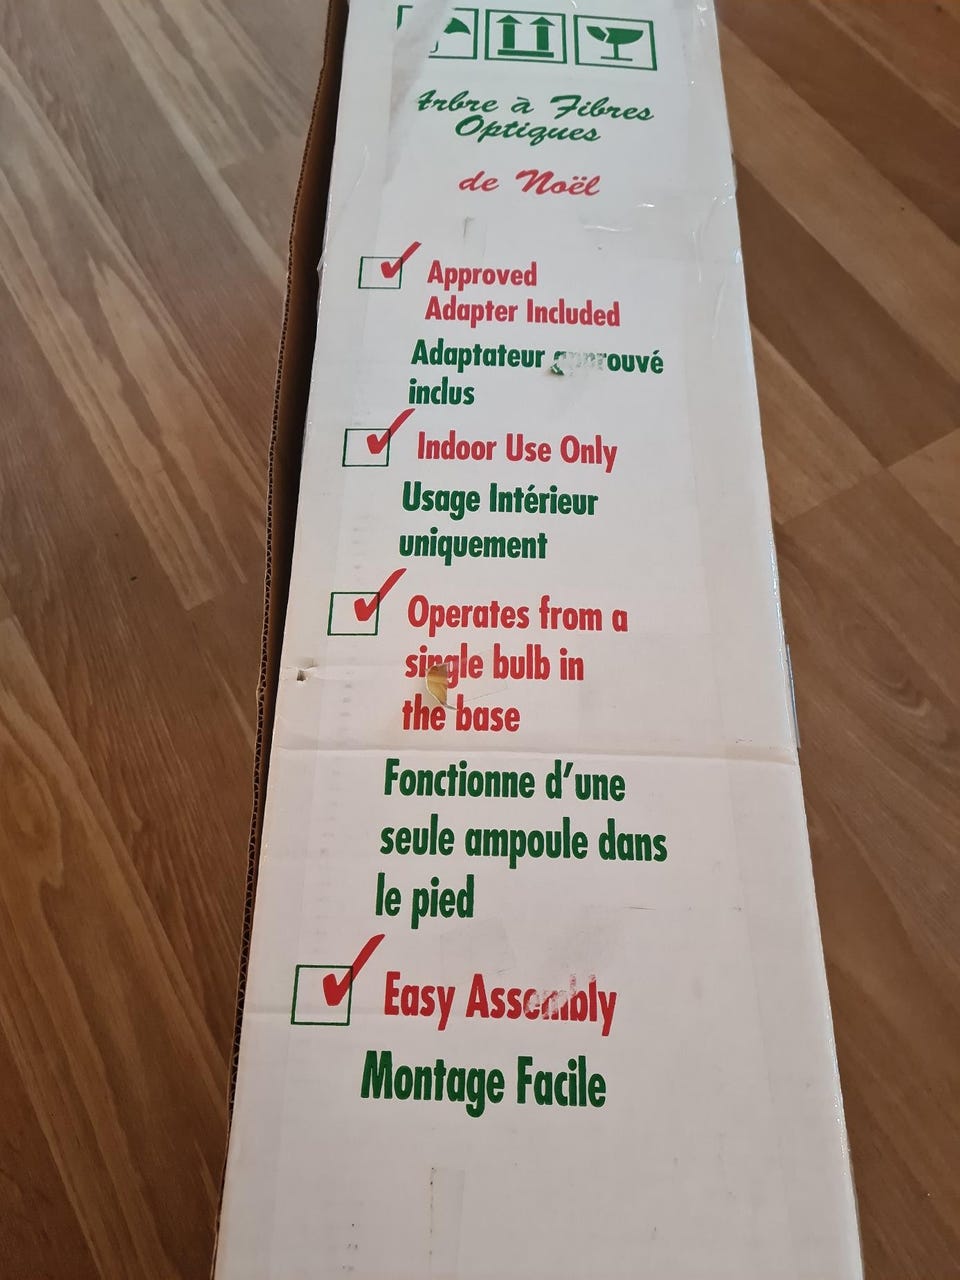 Arbre à Fibres
Optiques
de Noël
Approved
Adapter Included
Adaptateur approuvé
inclus
Indoor Use Only
Usage Intérieur
uniquement
Operates from a
single bulb in
the base
Fonctionne d'une
seule ampoule dans
le pied
Easy Assembly
Montage Facile